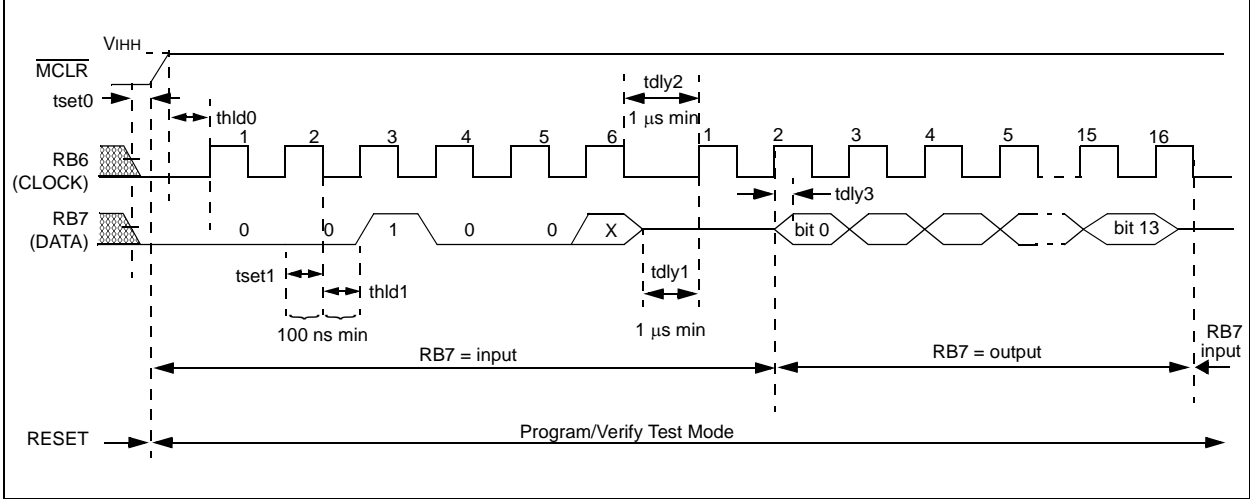 VIHH
MCLR
tset0
thld0
tdly2
1 µs min
1 2 3 4 5 6 1 2 3 4 5 15 16
RB6
(CLOCK)
tdly3
RB7
(DATA)
0 0 1 0 0 X bit 0 bit 13
tset1
thld1
tdly1
100 ns min
1 µs min
RB7 = input
RB7 = output
RB7
input
RESET
Program/Verify Test Mode